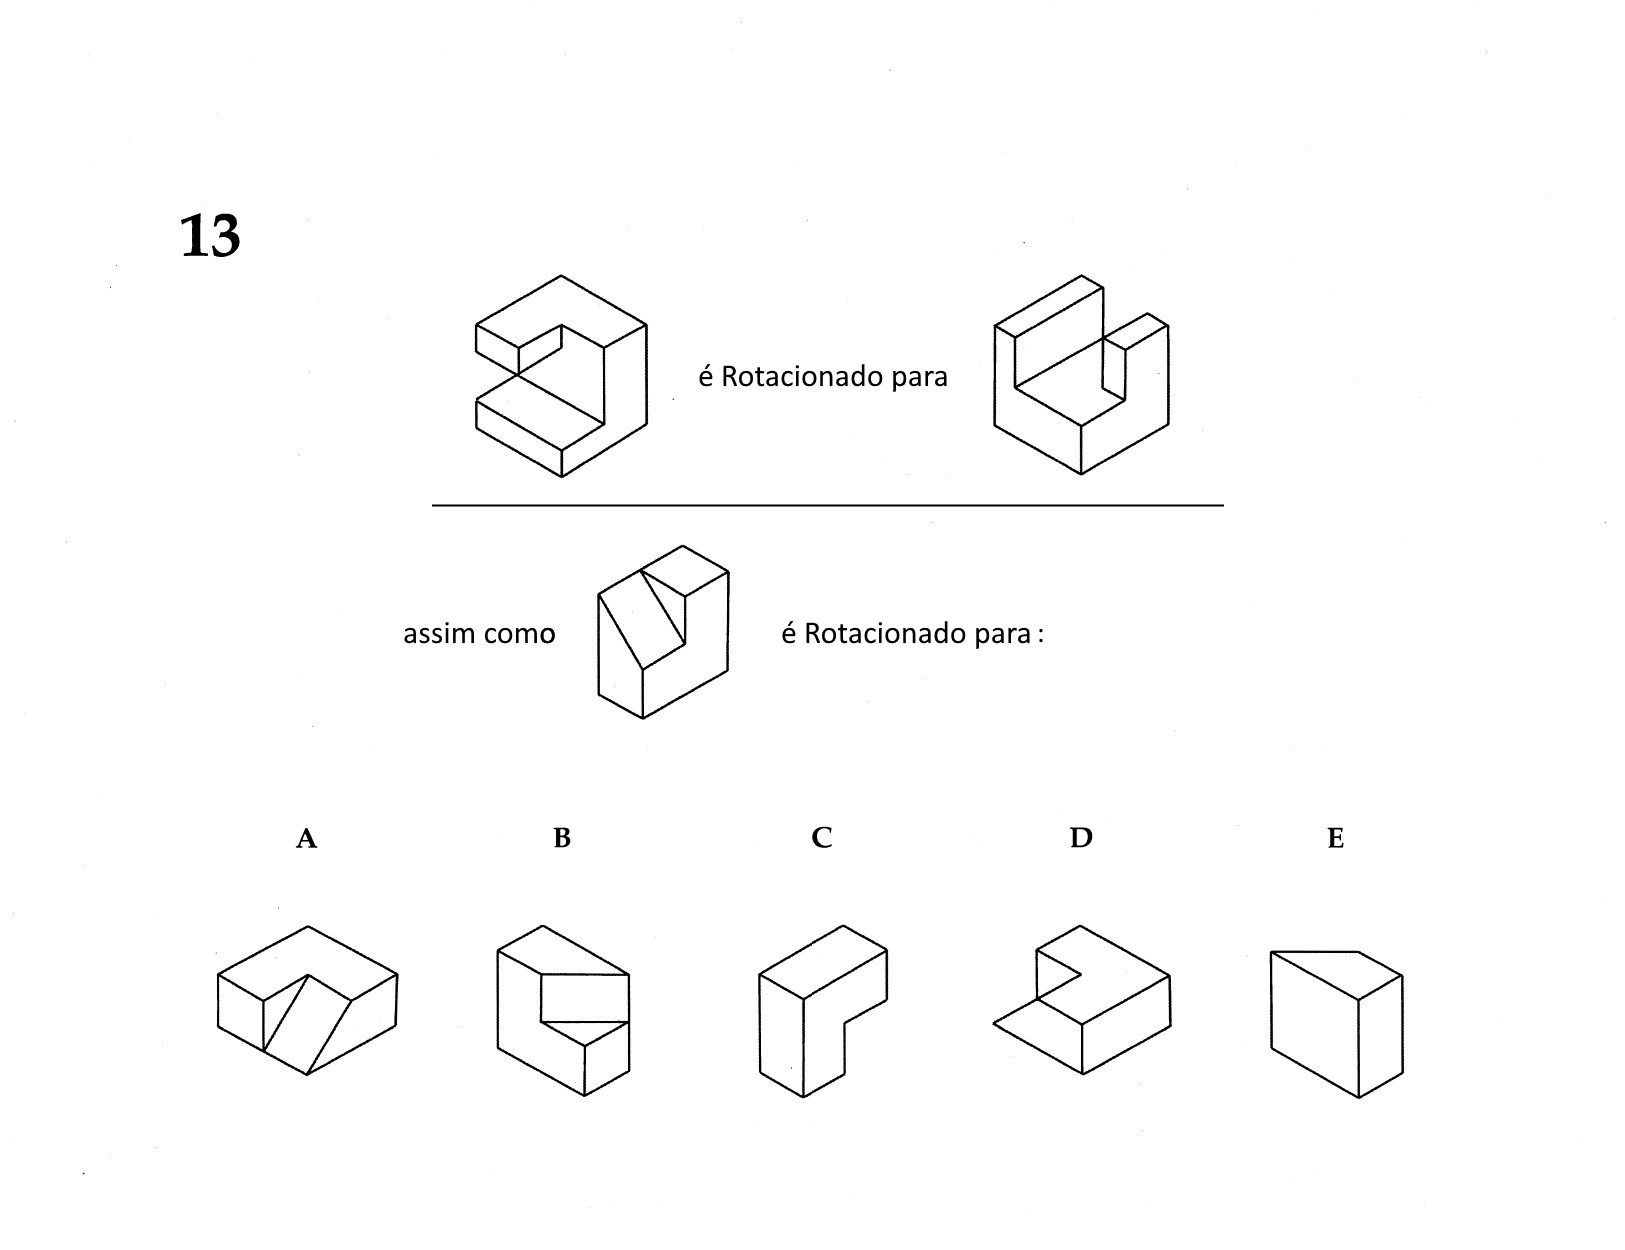 13
é Rotacionado para
assim como é Rotacionado para :
A B C D E